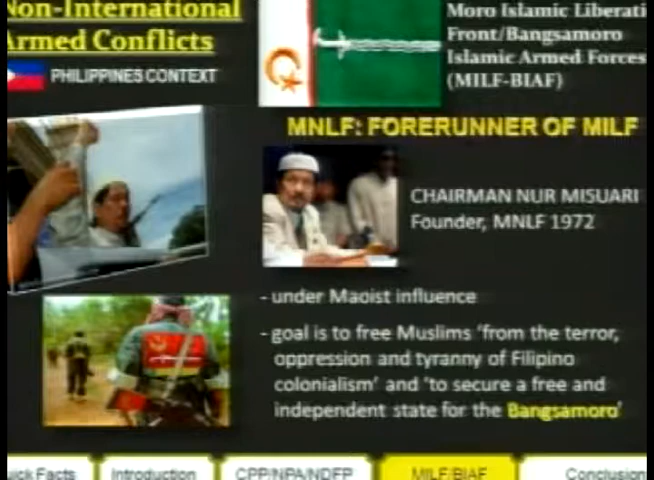 Non-International
Armed Conflicts
PHILIPPINES CONTEXT
Moro Islamic Liberati
Front/Bangsamoro
Islamic Armed Forces
(MILF-BIAF)
MNLF: FORERUNNER OF MILF
CHAIRMAN NUR MISUARI
Founder, MNLF 1972
- under Maoist influence
- goal is to free Muslims 'from the terror,
oppression and tyranny of Filipino
colonialism' and 'to secure a free and
independent state for the Bangsamoro'
uick Facts
Introduction
CPP/NPA/NDFP
MILF/BIAF
Conclusion